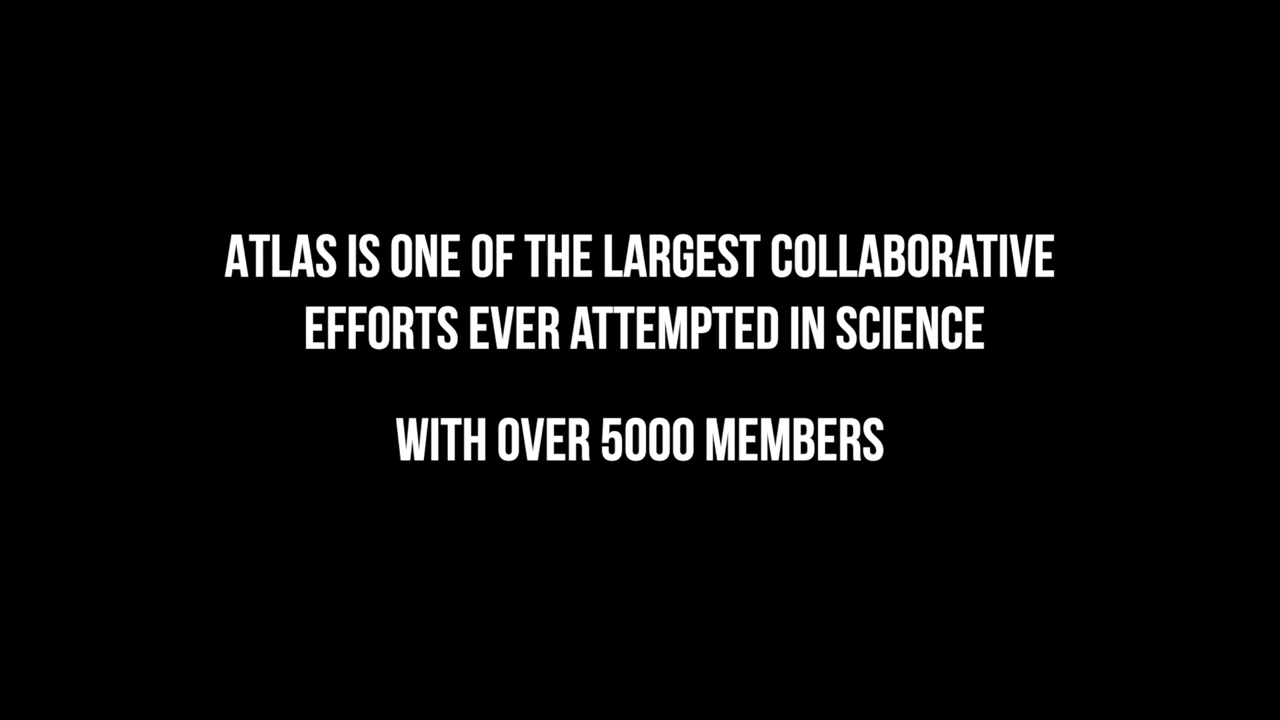 ATLAS IS ONE OF THE LARGEST COLLABORATIVE
EFFORTS EVER ATTEMPTED IN SCIENCE
WITH OVER 5000 MEMBERS